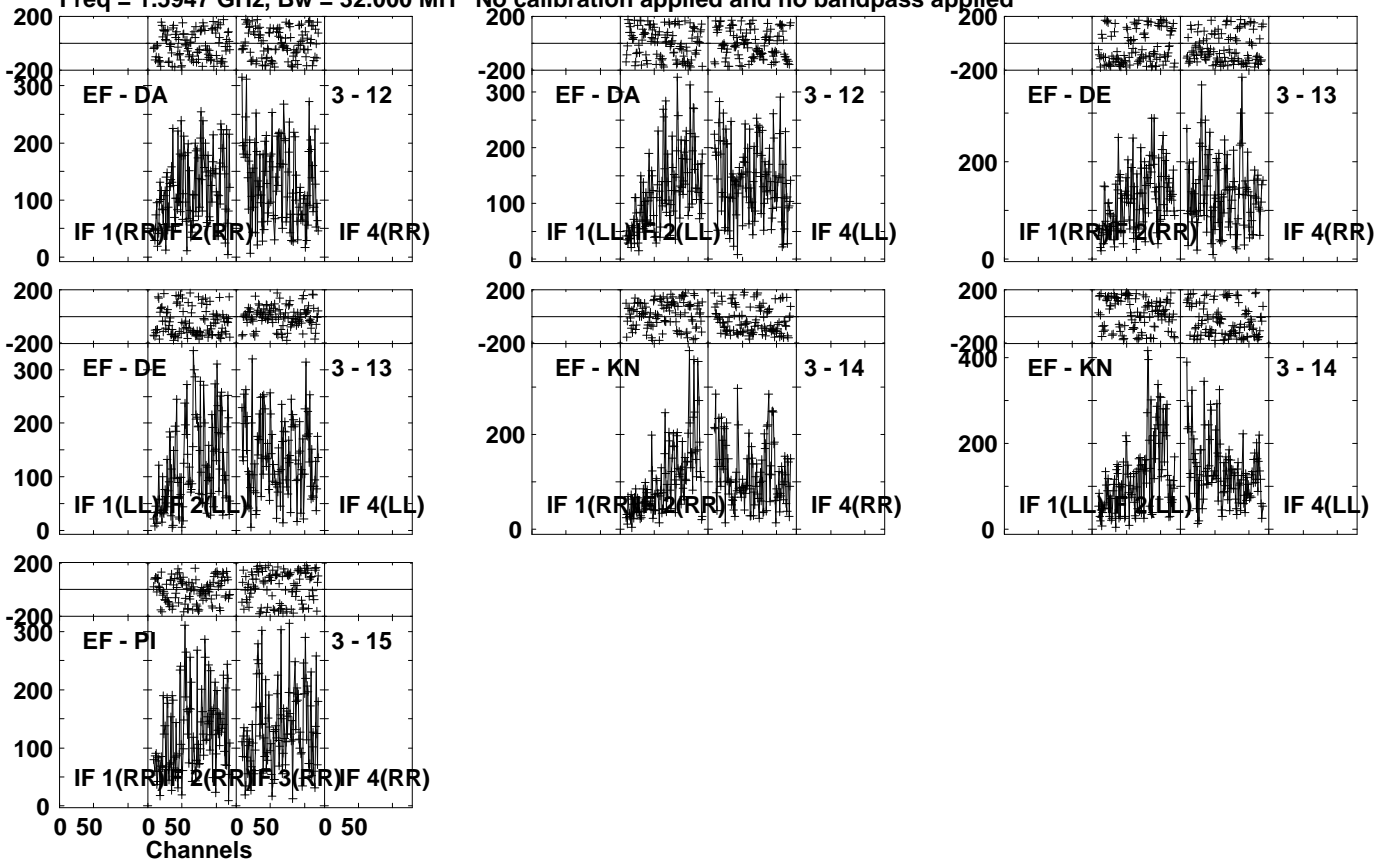 Freq = 1.5947 GHz, Bw = 32.000 MH No calibration applied and no bandpass applied
200 200 200
-200 -200 -200
300 EF - DA 3 - 12 300 EF - DA 3 - 12 EF - DE 3 - 13
200 200 200
100 100
IF 1(RR) IF 2(RR) IF 4(RR) IF 1(LL) IF 2(LL) IF 4(LL) IF 1(RR) IF 2(RR) IF 4(RR)
0 0 0
200 200 200
-200 -200 -200
400
300 EF - DE 3 - 13 EF - KN 3 - 14 EF - KN 3 - 14
200 200 200
100
IF 1(LL) IF 2(LL) IF 4(LL) IF 1(RR) IF 2(RR) IF 4(RR) IF 1(LL) IF 2(LL) IF 4(LL)
0 0 0
200
-200
300 EF - PI 3 - 15
200
100
IF 1(RR) IF 2(RR) IF 3(RR) IF 4(RR)
0
0 50 0 50 0 50 0 50
Channels